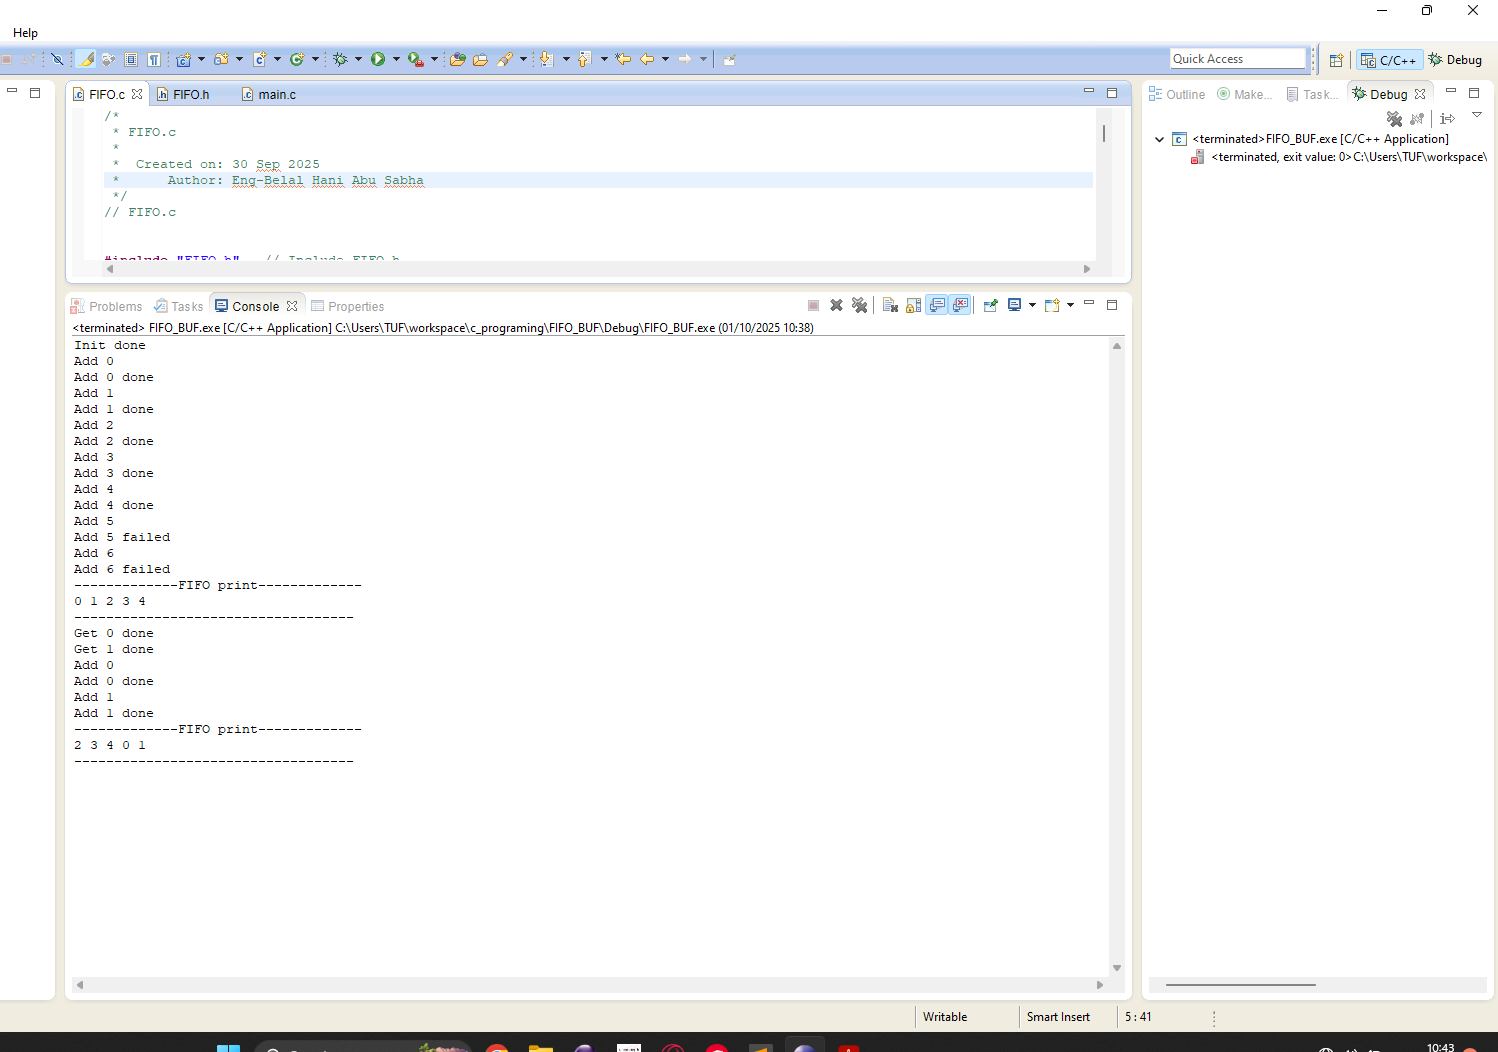 Help
Quick Access
C/C++
Debug
FIFO.c
FIFO.h
main.c
/*
 * FIFO.c
 *
 *  Created on: 30 Sep 2025
 *      Author: Eng-Belal Hani Abu Sabha
 */
// FIFO.c
#include "FIFO.h"   // Include FIFO.h
Outline
Make...
Task...
Debug
<terminated>FIFO_BUF.exe [C/C++ Application]
<terminated, exit value: 0>C:\Users\TUF\workspace\
Problems
Tasks
Console
Properties
<terminated> FIFO_BUF.exe [C/C++ Application] C:\Users\TUF\workspace\c_programing\FIFO_BUF\Debug\FIFO_BUF.exe (01/10/2025 10:38)
Init done
Add 0
Add 0 done
Add 1
Add 1 done
Add 2
Add 2 done
Add 3
Add 3 done
Add 4
Add 4 done
Add 5
Add 5 failed
Add 6
Add 6 failed
-------------FIFO print-------------
0 1 2 3 4
-----------------------------------
Get 0 done
Get 1 done
Add 0
Add 0 done
Add 1
Add 1 done
-------------FIFO print-------------
2 3 4 0 1
-----------------------------------
Writable
Smart Insert
5 : 41
10:43